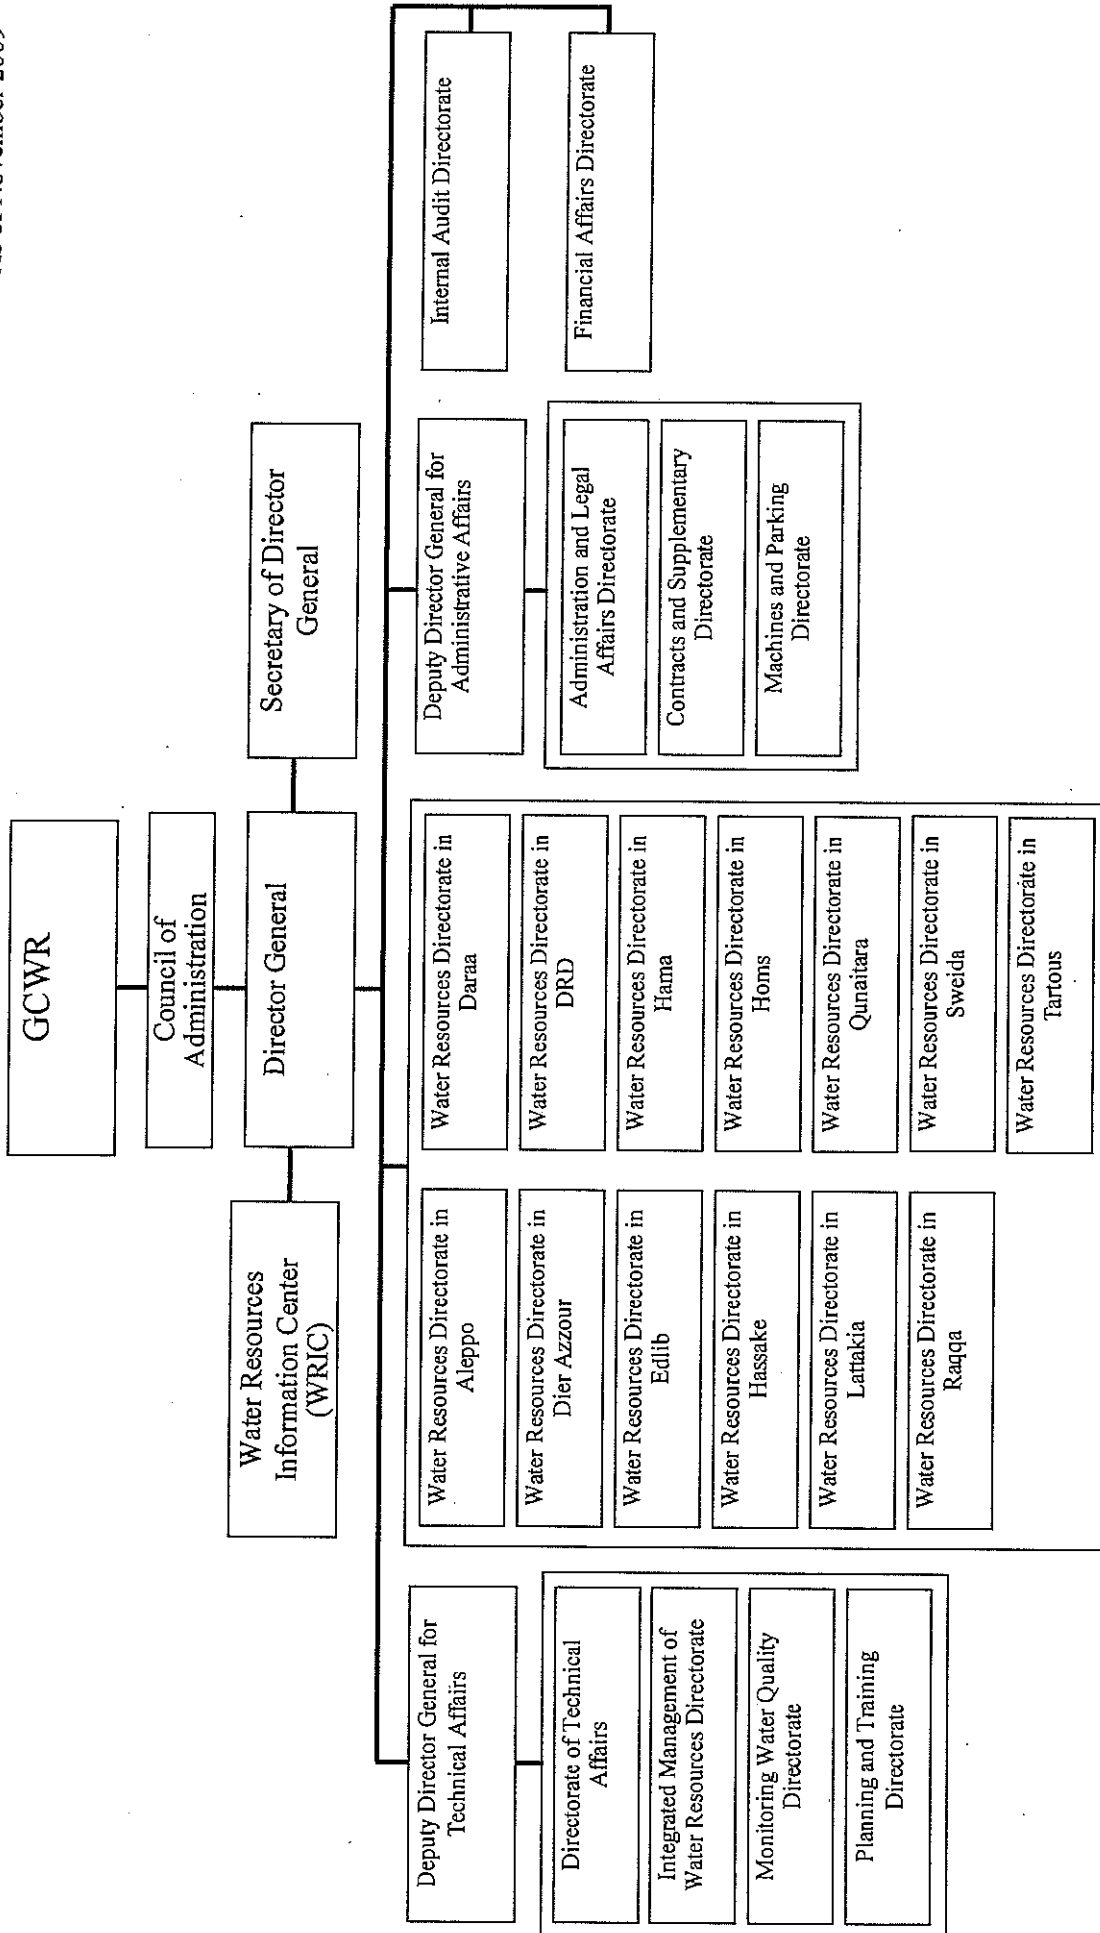 As of November 2009
GCWR
Council of
Administration
Director General
Water Resources
Information Center
(WRIC)
Secretary of Director
General
Deputy Director General for
Technical Affairs
Directorate of Technical
Affairs
Integrated Management of
Water Resources Directorate
Monitoring Water Quality
Directorate
Planning and Training
Directorate
Water Resources Directorate in
Aleppo
Water Resources Directorate in
Dier Azzour
Water Resources Directorate in
Edlib
Water Resources Directorate in
Hassake
Water Resources Directorate in
Lattakia
Water Resources Directorate in
Raqqa
Water Resources Directorate in
Daraa
Water Resources Directorate in
DRD
Water Resources Directorate in
Hama
Water Resources Directorate in
Homs
Water Resources Directorate in
Qunaitara
Water Resources Directorate in
Sweida
Water Resources Directorate in
Tartous
Deputy Director General for
Administrative Affairs
Administration and Legal
Affairs Directorate
Contracts and Supplementary
Directorate
Machines and Parking
Directorate
Internal Audit Directorate
Financial Affairs Directorate